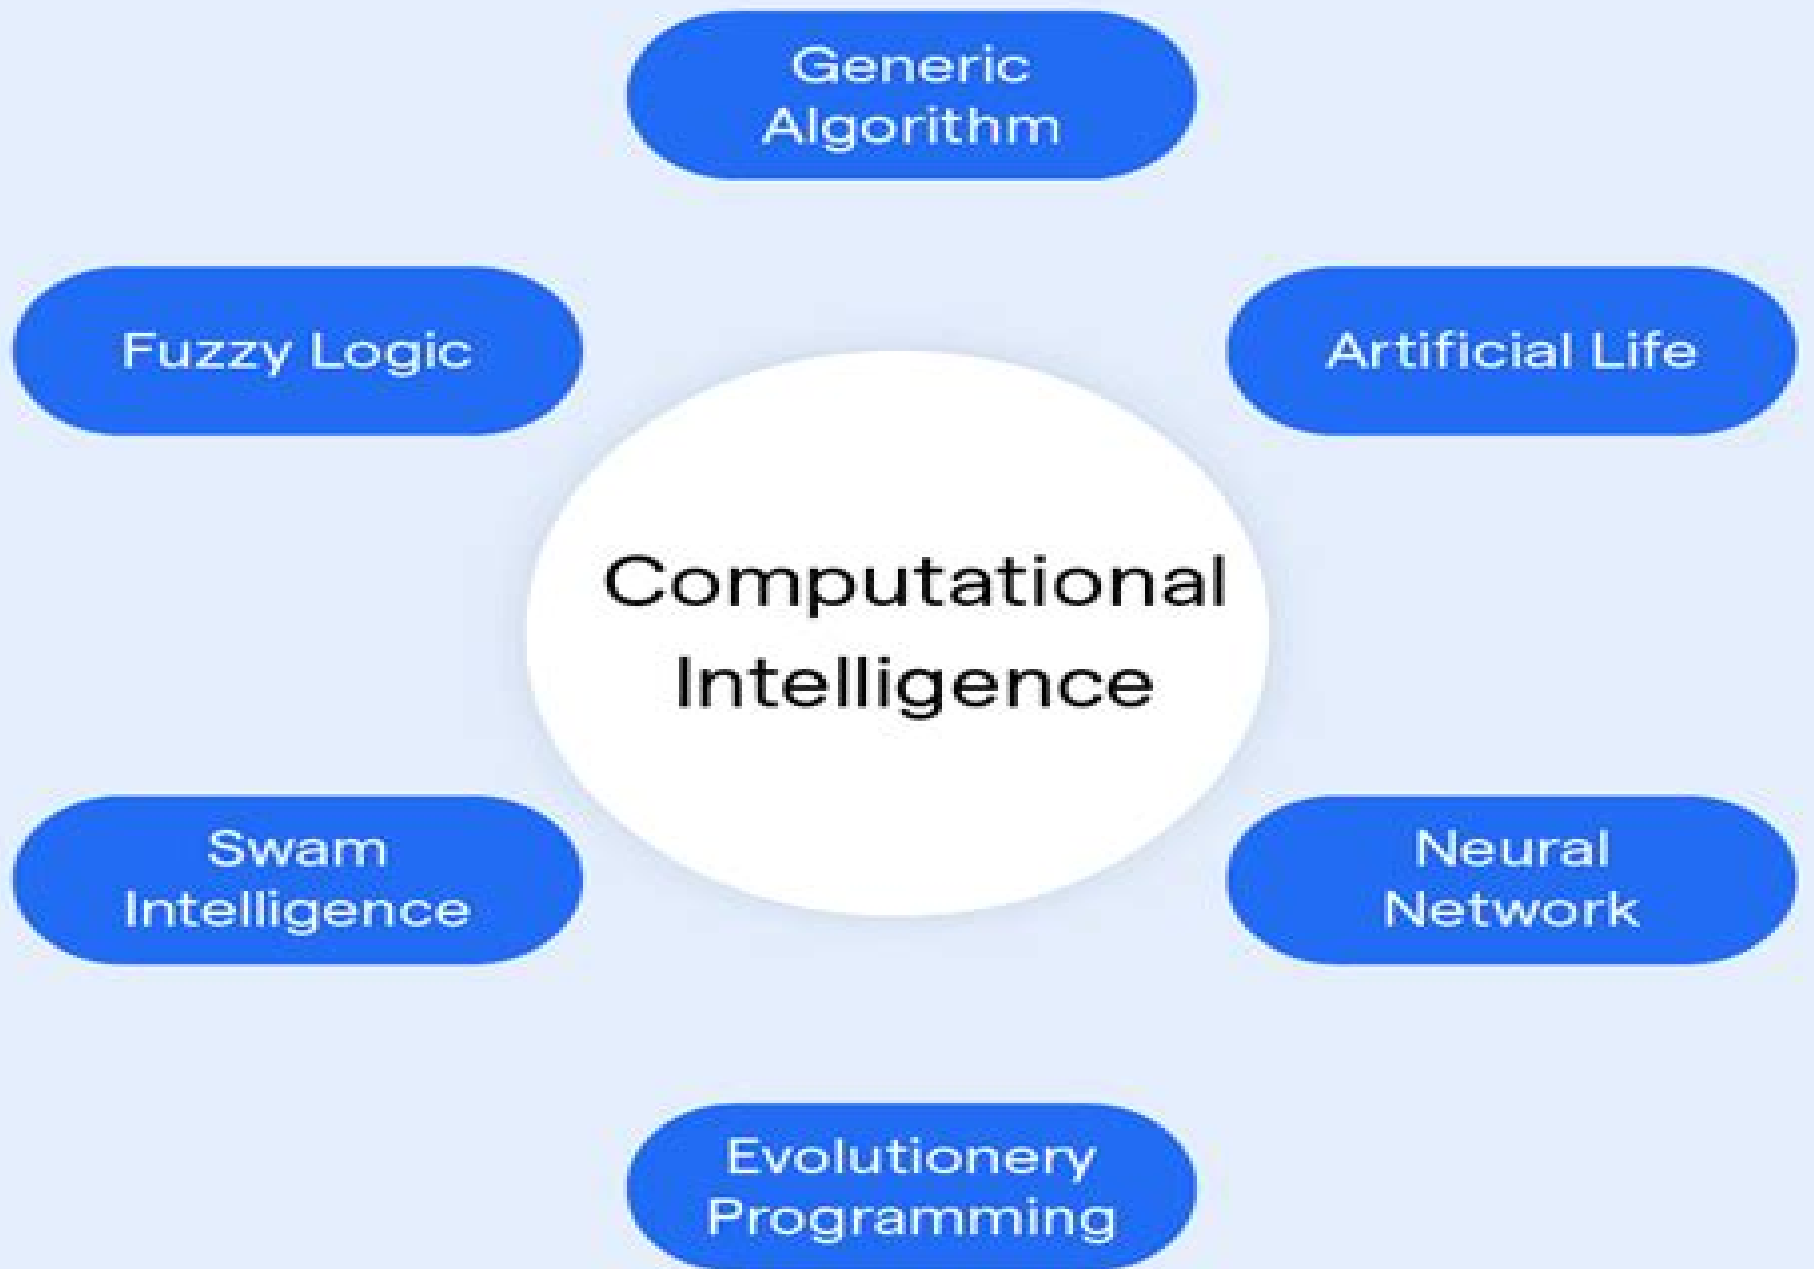 Generic
Algorithm
Fuzzy Logic
Artificial Life
Computational
Intelligence
Swam
Intelligence
Neural
Network
Evolutionery
Programming